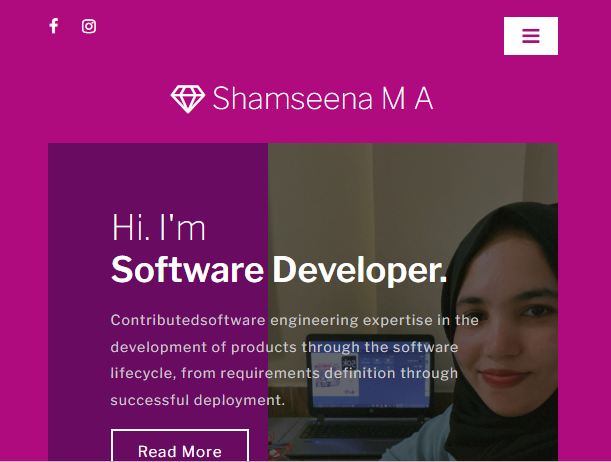 Shamseena M A
Hi. I'm
Software Developer.
Contributedsoftware engineering expertise in the
development of products through the software
lifecycle, from requirements definition through
successful deployment.
Read More